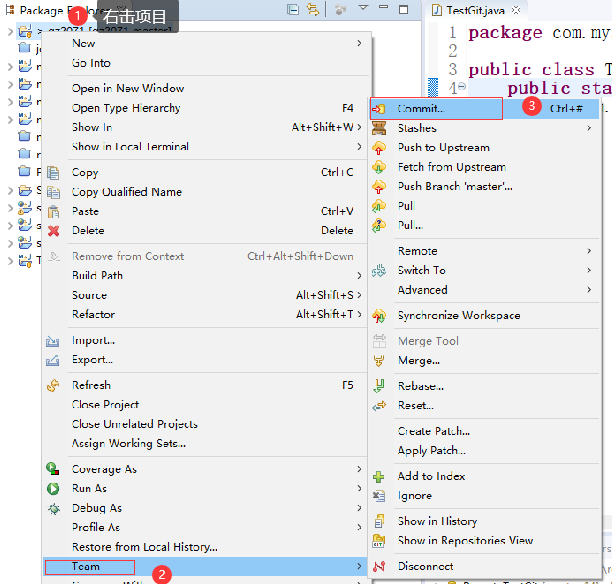 Package Explorer
TestGit.java
1
右击项目
New
Go Into
Open in New Window
Open Type Hierarchy F4
Show In Alt+Shift+W
Show in Local Terminal
Copy Ctrl+C
Copy Qualified Name
Paste Ctrl+V
Delete Delete
Remove from Context Ctrl+Alt+Shift+Down
Build Path
Source Alt+Shift+S
Refactor Alt+Shift+T
Import...
Export...
Refresh F5
Close Project
Close Unrelated Projects
Assign Working Sets...
Coverage As
Run As
Debug As
Profile As
Restore from Local History...
Team
2
1 package com.my
2
3 public class T
4 public sta
Commit... 3 Ctrl+#
Stashes
Push to Upstream
Fetch from Upstream
Push Branch 'master'...
Pull
Pull...
Remote
Switch To
Advanced
Synchronize Workspace
Merge Tool
Merge...
Rebase...
Reset...
Create Patch...
Apply Patch...
Add to Index
Ignore
Show in History
Show in Repositories View
Disconnect